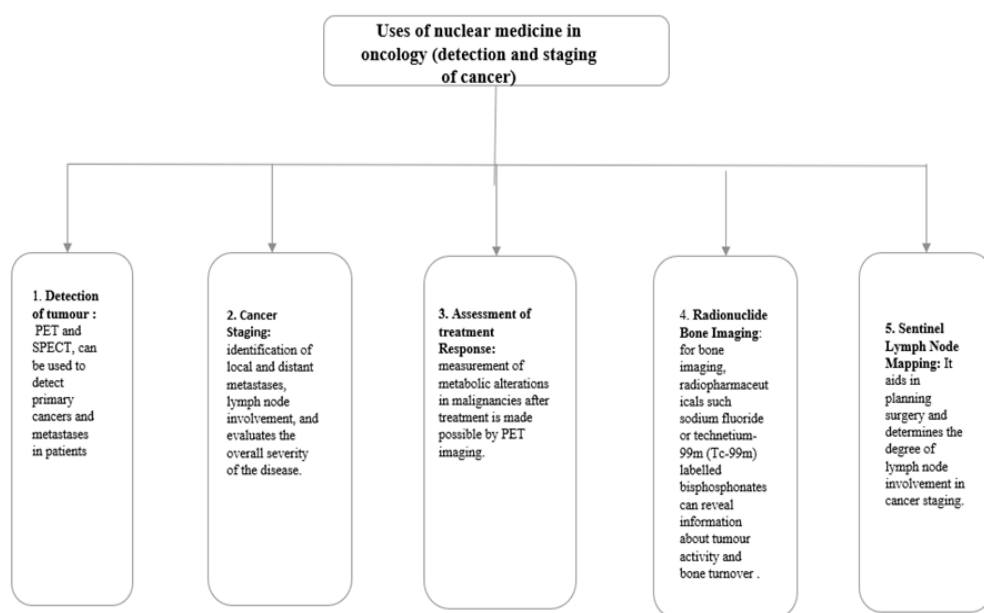 Uses of nuclear medicine in
oncology (detection and staging
of cancer)
1. Detection
of tumour :
PET and
SPECT, can
be used to
detect
primary
cancers and
metastases
in patients
2. Cancer
Staging:
identification of
local and distant
metastases,
lymph node
involvement, and
evaluates the
overall severity
of the disease.
3. Assessment of
treatment
Response:
measurement of
metabolic alterations
in malignancies after
treatment is made
possible by PET
imaging.
4. Radionuclide
Bone Imaging:
for bone
imaging,
radiopharmaceut
icals such
sodium fluoride
or technetium-
99m (Tc-99m)
labelled
bisphosphonates
can reveal
information
about tumour
activity and
bone turnover .
5. Sentinel
Lymph Node
Mapping: It
aids in
planning
surgery and
determines the
degree of
lymph node
involvement in
cancer staging.